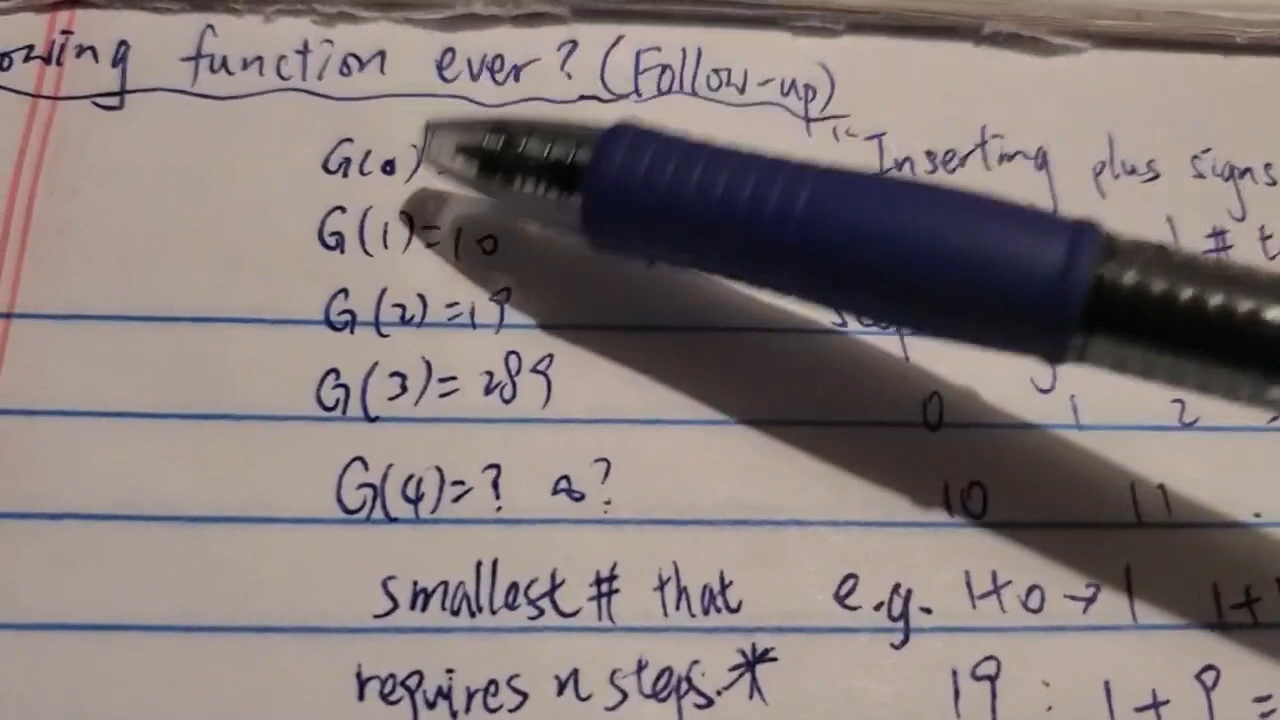 owing function ever? (Follow-up)
G(0) "Inserting plus signs
G(1)=10 # t
G(2)=19
G(3)=289
0 1 2
G(4)=? ∞?
10 11 .
smallest # that e.g. 1+0→1 1+
requires n steps.* 19: 1+9=